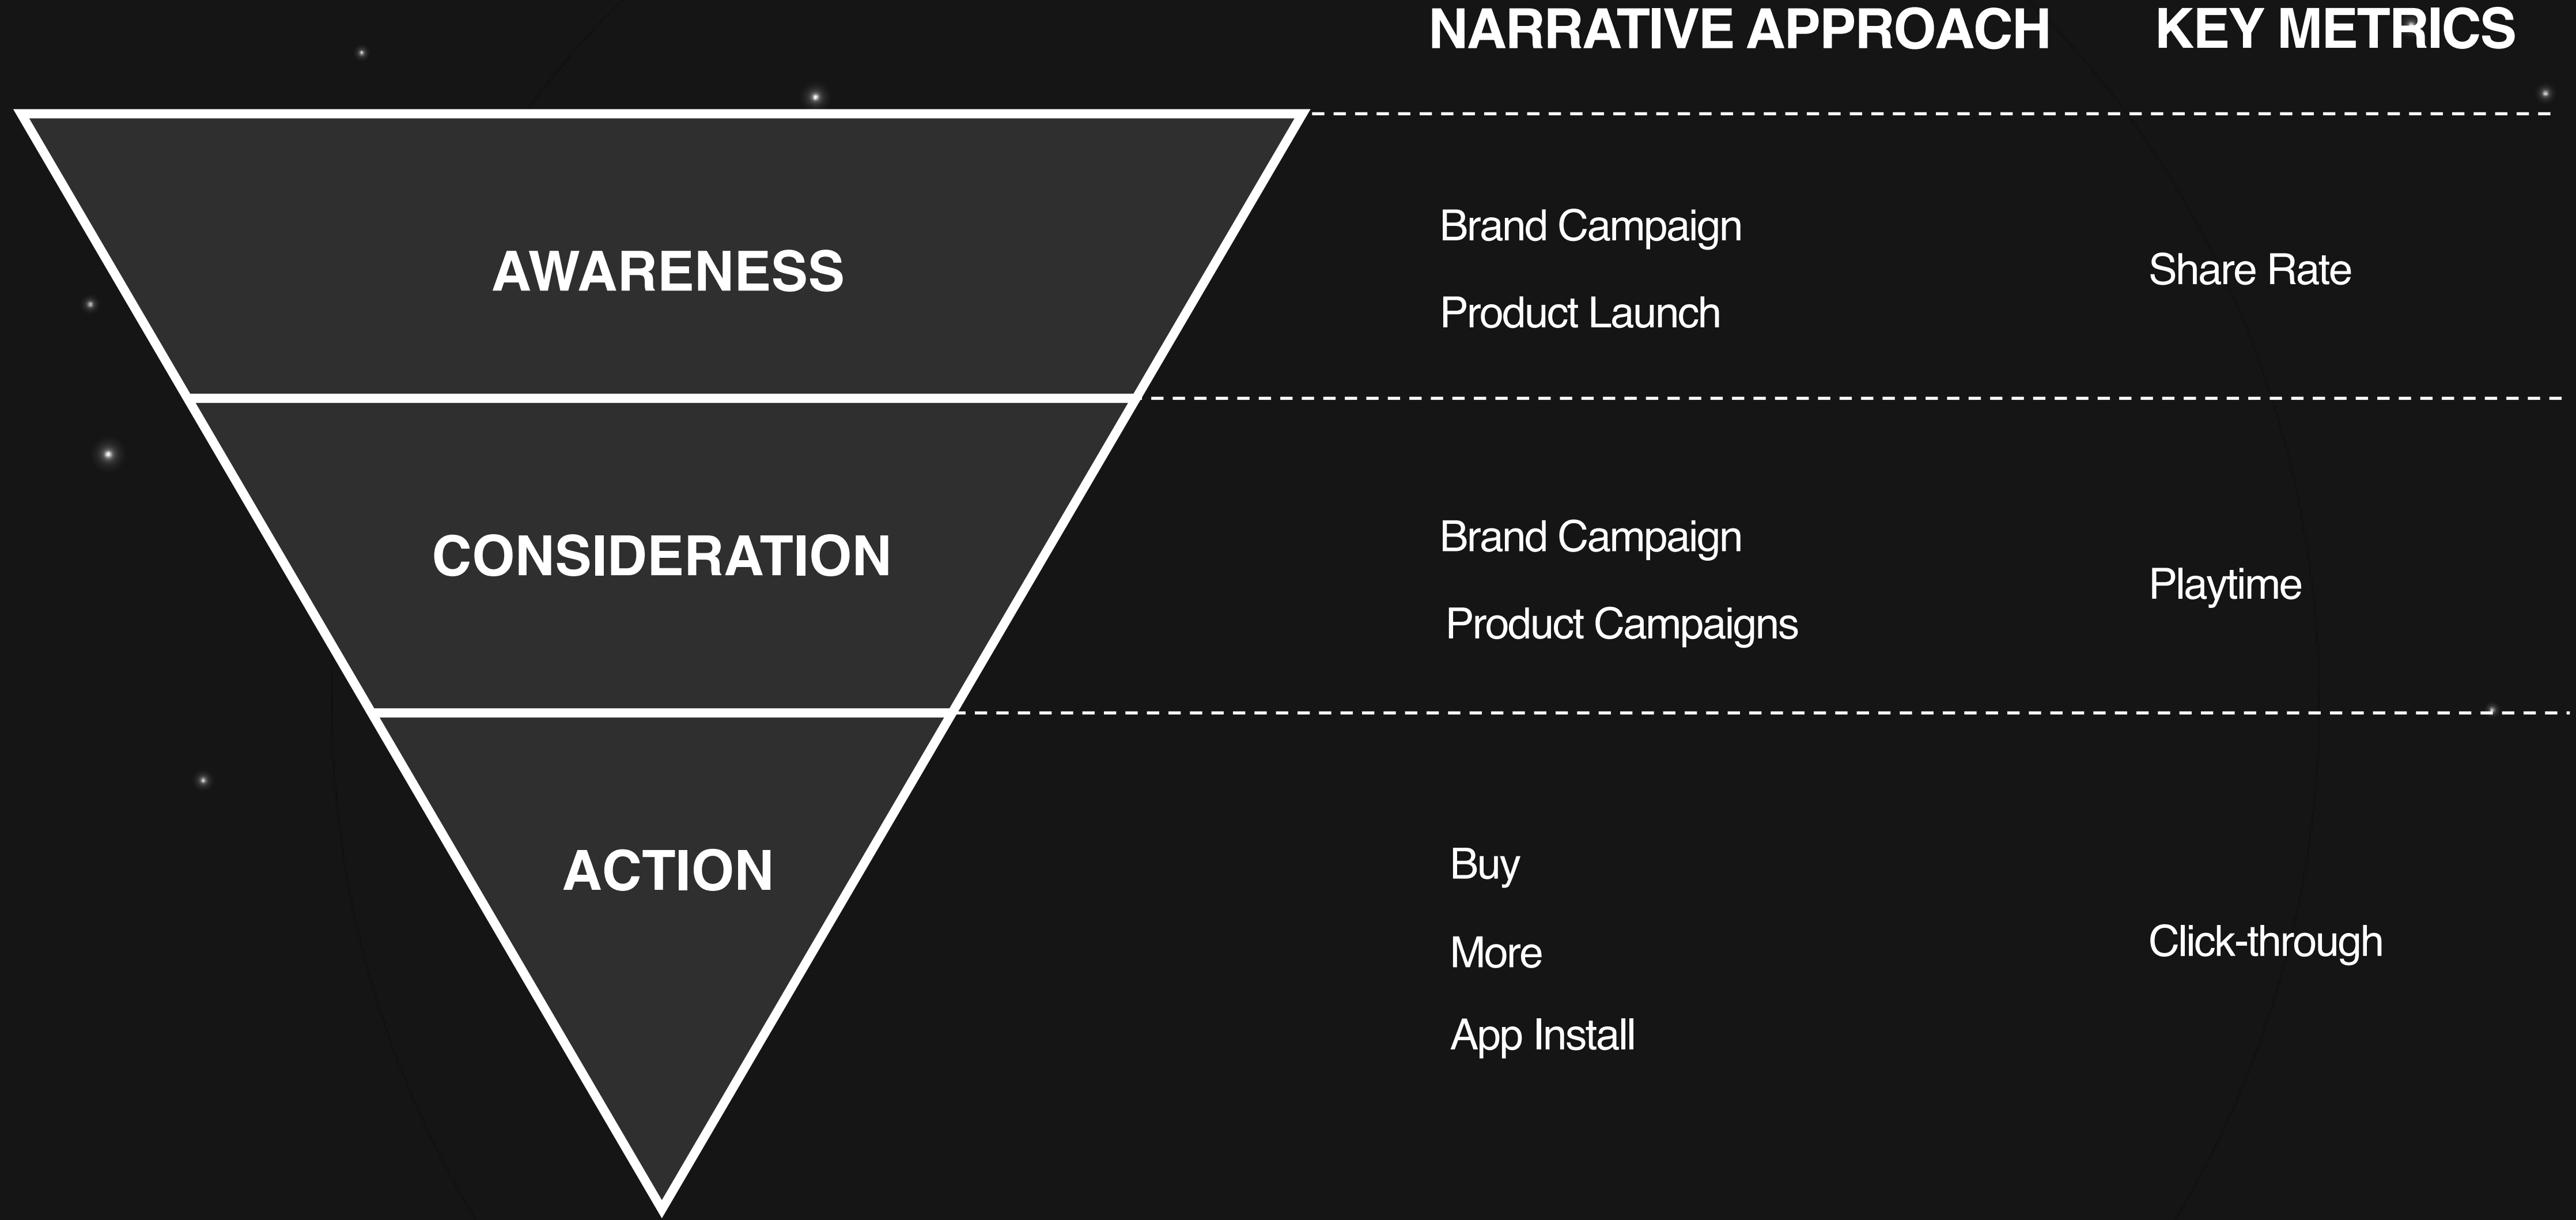 NARRATIVE APPROACH
KEY METRICS
AWARENESS
Brand Campaign
Product Launch
Share Rate
CONSIDERATION
Brand Campaign
Product Campaigns
Playtime
ACTION
Buy
More
App Install
Click-through